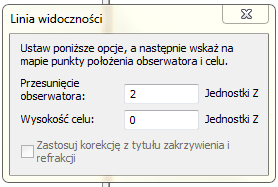 Linia widoczności
Ustaw poniższe opcje, a następnie wskaż na
mapie punkty położenia obserwatora i celu.
Przesunięcie
obserwatora:
2
Jednostki Z
Wysokość celu:
0
Jednostki Z
Zastosuj korekcję z tytułu zakrzywienia i
refrakcji